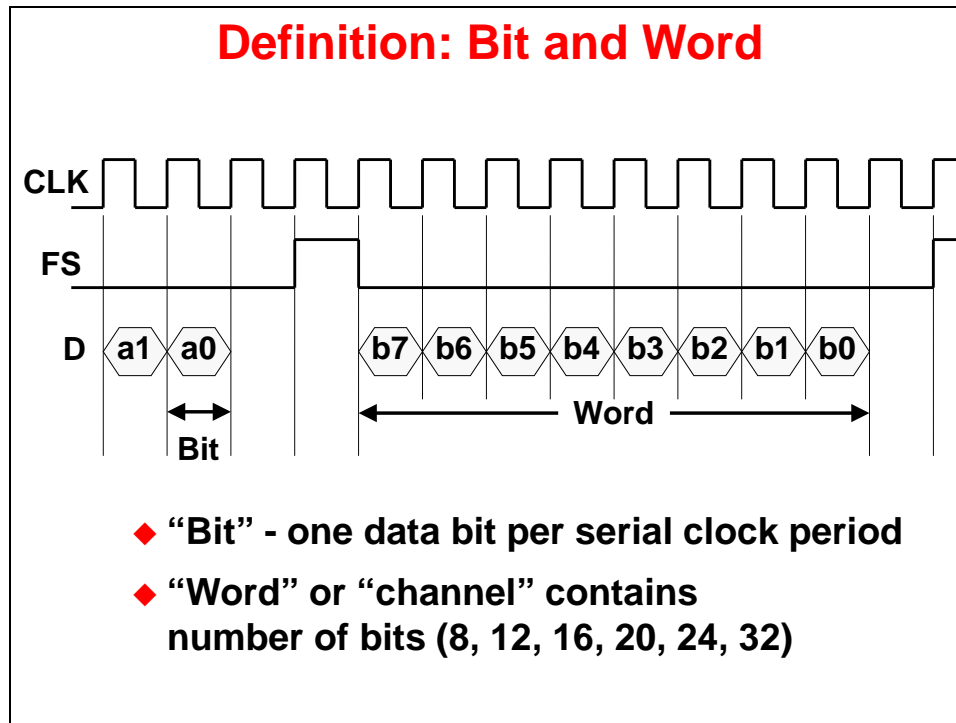 Definition: Bit and Word
CLK
FS
D a1 a0 b7 b6 b5 b4 b3 b2 b1 b0
Word
Bit
“Bit” - one data bit per serial clock period
“Word” or “channel” contains
number of bits (8, 12, 16, 20, 24, 32)